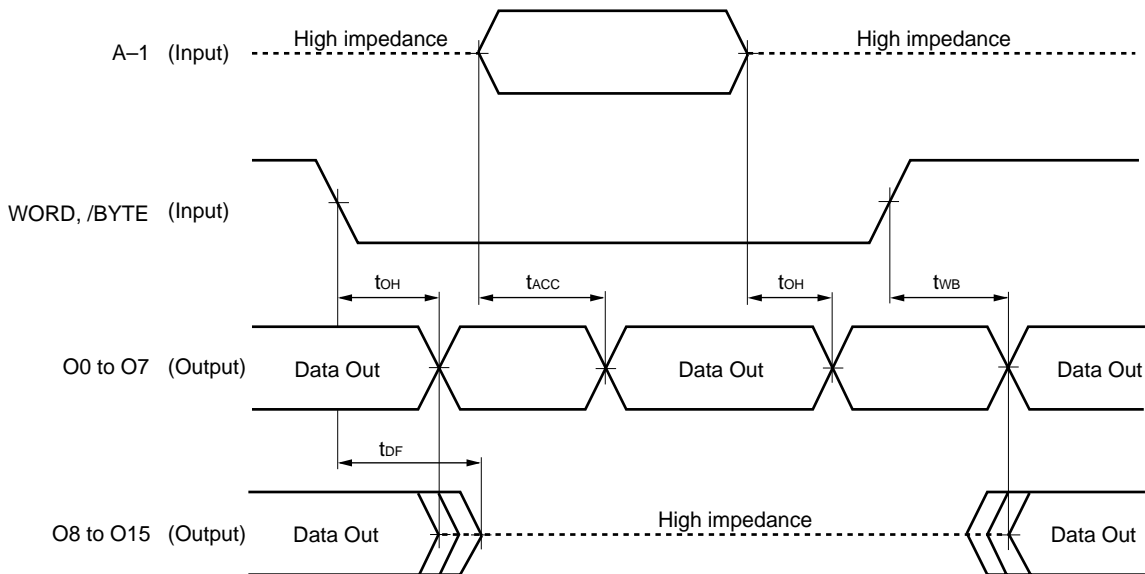 A–1 (Input) High impedance High impedance
WORD, /BYTE (Input)
tOH tACC tOH tWB
O0 to O7 (Output) Data Out Data Out Data Out
tDF
O8 to O15 (Output) Data Out High impedance Data Out